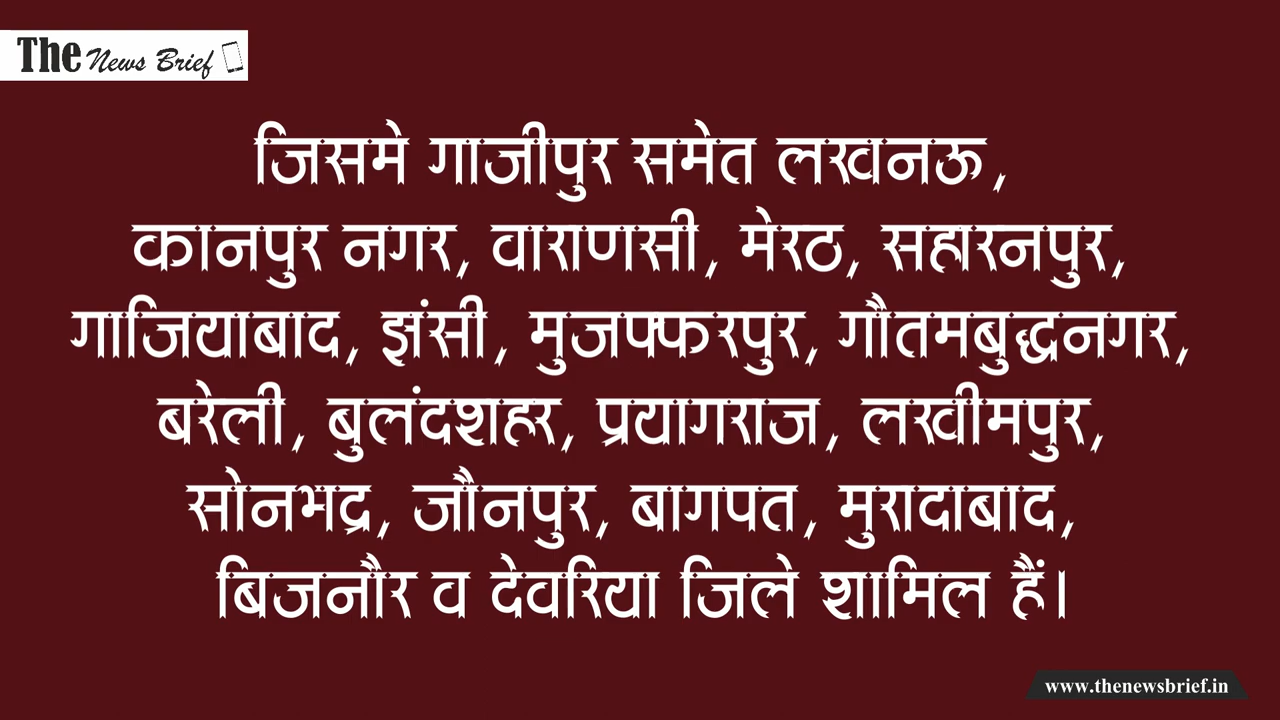 The News Brief
जिसमे गाजीपुर समेत लखनऊ,
कानपुर नगर, वाराणसी, मेरठ, सहारनपुर,
गाजियाबाद, झंसी, मुजफ्फरपुर, गौतमबुद्धनगर,
बरेली, बुलंदशहर, प्रयागराज, लखीमपुर,
सोनभद्र, जौनपुर, बागपत, मुरादाबाद,
बिजनौर व देवरिया जिले शामिल हैं।
www.thenewsbrief.in